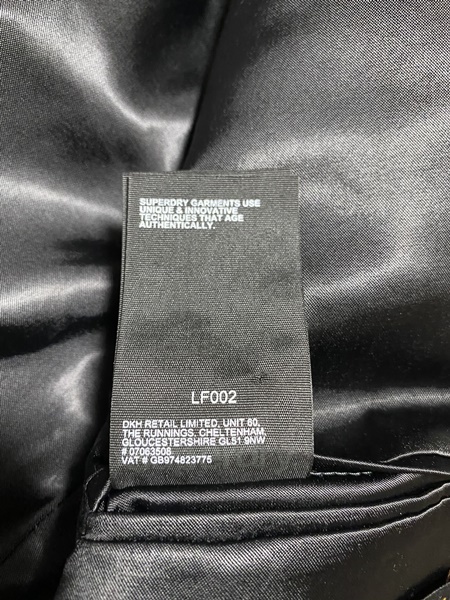 SUPERDRY GARMENTS USE
UNIQUE & INNOVATIVE
TECHNIQUES THAT AGE
AUTHENTICALLY.
LF002
DKH RETAIL LIMITED, UNIT 60,
THE RUNNINGS, CHELTENHAM,
GLOUCESTERSHIRE GL51 9NW
# 07063508
VAT # GB974823775